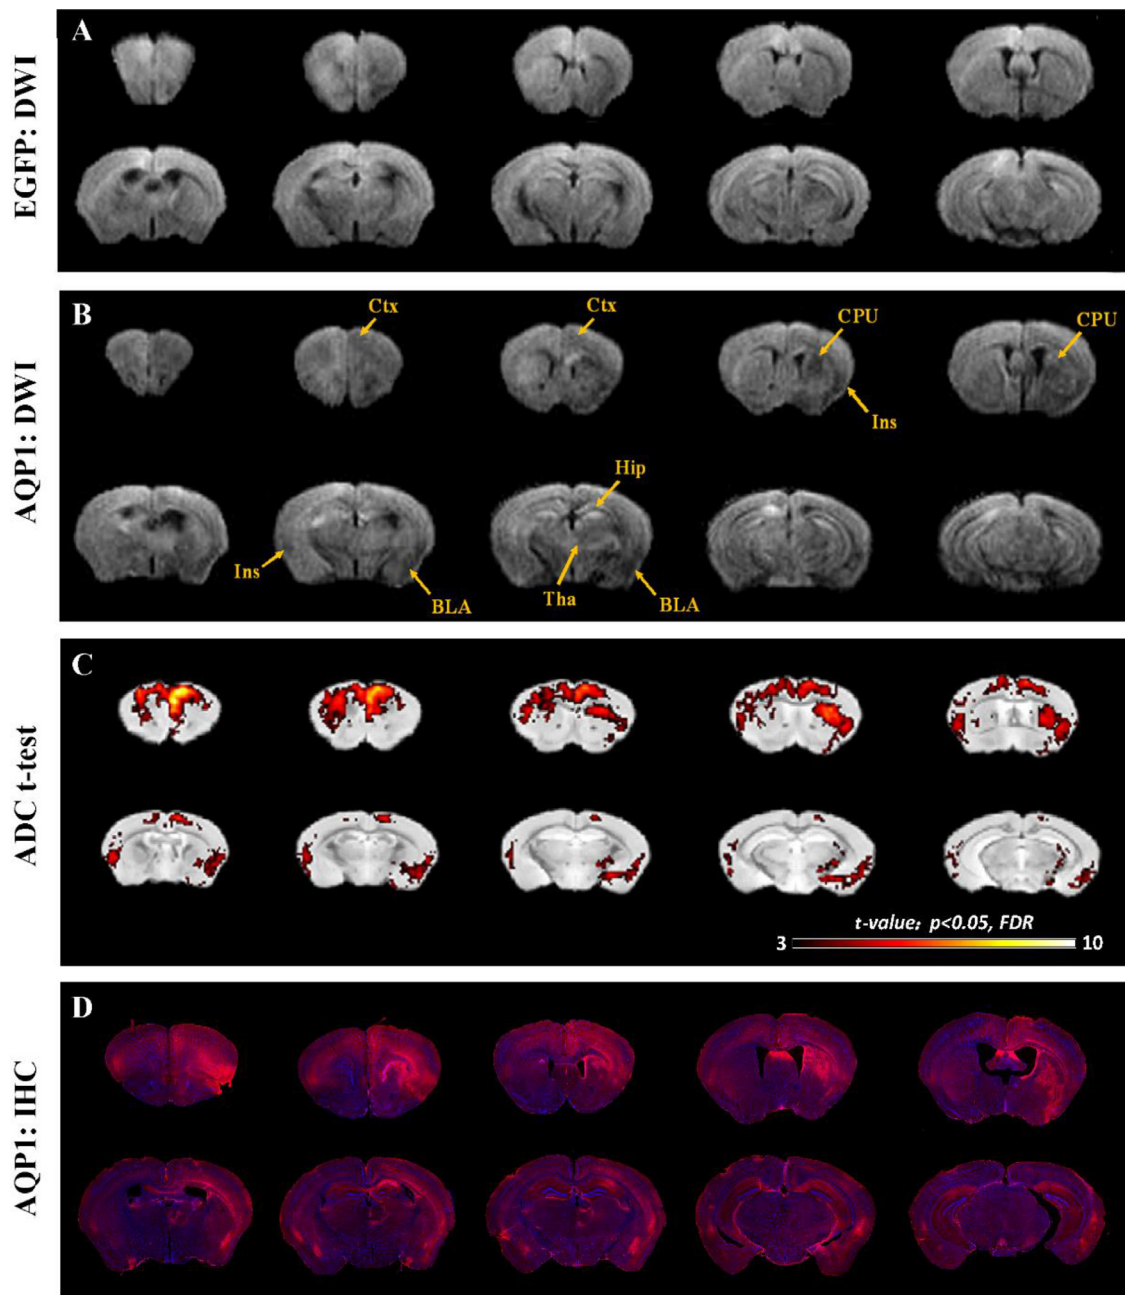 EGFP: DWI
A
AQP1: DWI
B
Ctx
Ctx
CPU
CPU
Ins
Hip
Ins
BLA
Tha
BLA
ADC t-test
C
t-value: p<0.05, FDR
3
10
AQP1: IHC
D